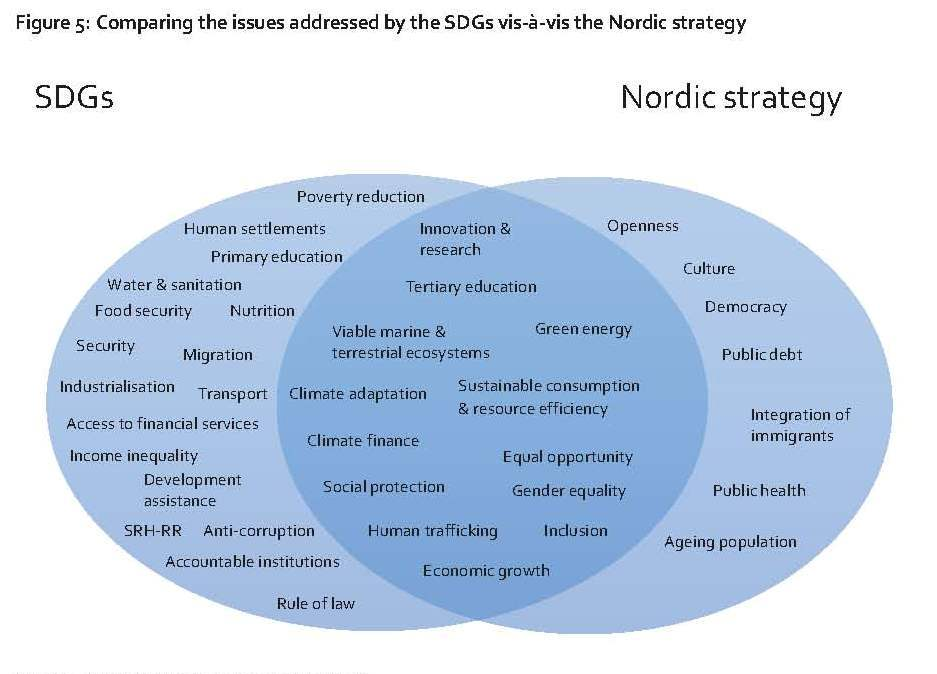 Figure 5: Comparing the issues addressed by the SDGs vis-à-vis the Nordic strategy
SDGs
Nordic strategy
Poverty reduction
Human settlements
Primary education
Water & sanitation
Food security
Nutrition
Security
Migration
Industrialisation
Transport
Access to financial services
Income inequality
Development
assistance
SRH-RR
Anti-corruption
Accountable institutions
Rule of law
Innovation &
research
Tertiary education
Viable marine &
terrestrial ecosystems
Green energy
Climate adaptation
Sustainable consumption
& resource efficiency
Climate finance
Equal opportunity
Social protection
Gender equality
Human trafficking
Inclusion
Economic growth
Openness
Culture
Democracy
Public debt
Integration of
immigrants
Public health
Ageing population